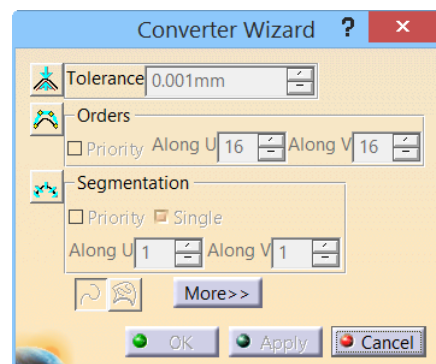 Converter Wizard ? ×
Tolerance 0.001mm
Orders
Priority Along U 16 Along V 16
Segmentation
Priority Single
Along U 1 Along V 1
More>>
OK Apply Cancel